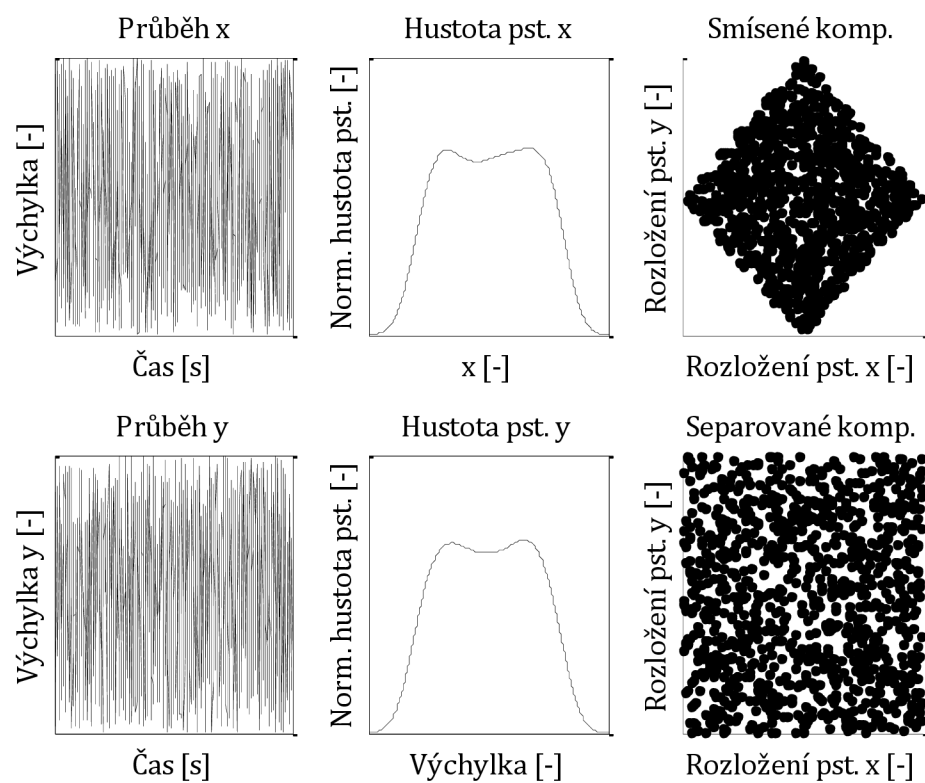 Průběh x
Hustota pst. x
Smísené komp.
Výchylka [-]
Norm. hustota pst. [-]
Rozložení pst. y [-]
Čas [s]
x [-]
Rozložení pst. x [-]
Průběh y
Hustota pst. y
Separované komp.
Výchylka y [-]
Norm. hustota pst. [-]
Rozložení pst. y [-]
Čas [s]
Výchylka [-]
Rozložení pst. x [-]